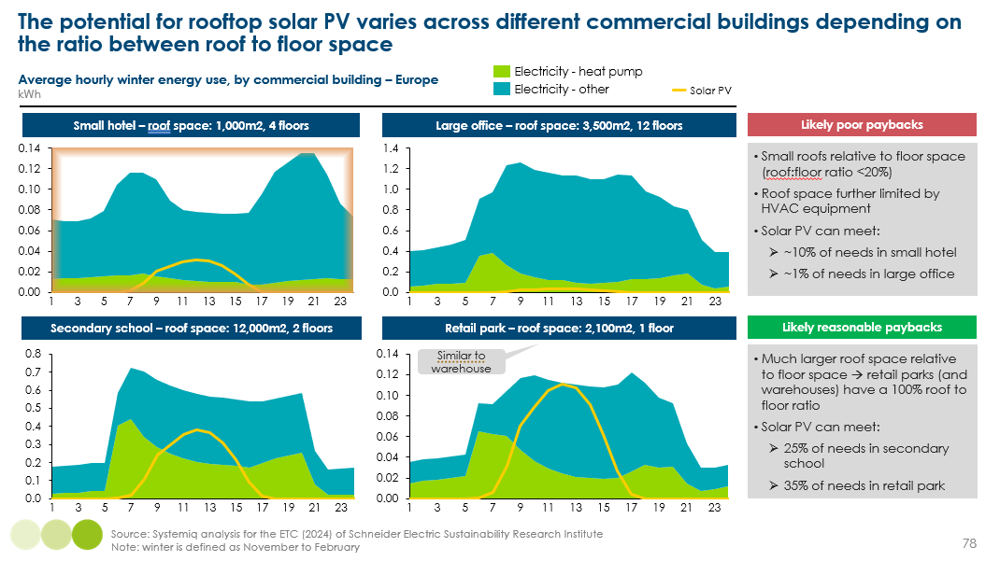 The potential for rooftop solar PV varies across different commercial buildings depending on
the ratio between roof to floor space
Average hourly winter energy use, by commercial building – Europe
kWh
Electricity - heat pump
Electricity - other
Solar PV
Small hotel – roof space: 1,000m2, 4 floors
0.14
0.12
0.10
0.08
0.06
0.04
0.02
0.00
1 3 5 7 9 11 13 15 17 19 21 23
Large office – roof space: 3,500m2, 12 floors
1.4
1.2
1.0
0.8
0.6
0.4
0.2
0.0
1 3 5 7 9 11 13 15 17 19 21 23
Likely poor paybacks
• Small roofs relative to floor space
(roof:floor ratio <20%)
• Roof space further limited by
HVAC equipment
• Solar PV can meet:
➢ ~10% of needs in small hotel
➢ ~1% of needs in large office
Secondary school – roof space: 12,000m2, 2 floors
0.8
0.7
0.6
0.5
0.4
0.3
0.2
0.1
0.0
1 3 5 7 9 11 13 15 17 19 21 23
Retail park – roof space: 2,100m2, 1 floor
Similar to
warehouse
0.14
0.12
0.10
0.08
0.06
0.04
0.02
0.00
1 3 5 7 9 11 13 15 17 19 21 23
Likely reasonable paybacks
• Much larger roof space relative
to floor space → retail parks (and
warehouses) have a 100% roof to
floor ratio
• Solar PV can meet:
➢ 25% of needs in secondary
school
➢ 35% of needs in retail park
Source: Systemiq analysis for the ETC (2024) of Schneider Electric Sustainability Research Institute
Note: winter is defined as November to February
78